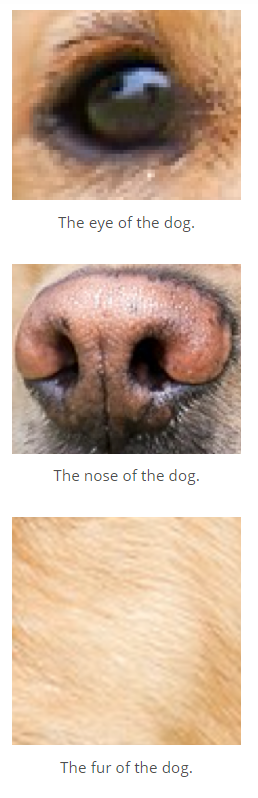 The eye of the dog.
The nose of the dog.
The fur of the dog.